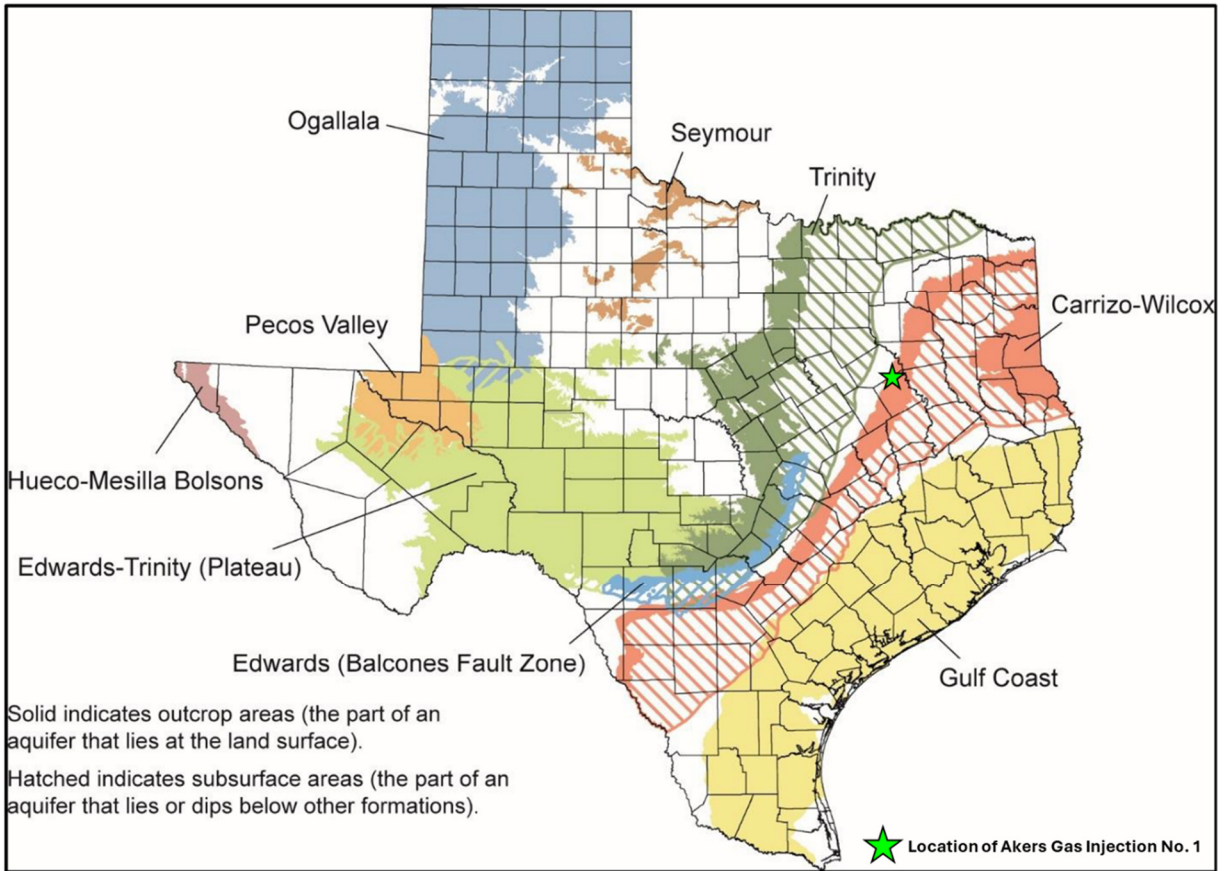 Ogallala
Seymour
Trinity
Carrizo-Wilcox
Pecos Valley
Hueco-Mesilla Bolsons
Edwards-Trinity (Plateau)
Edwards (Balcones Fault Zone)
Gulf Coast
Solid indicates outcrop areas (the part of an
aquifer that lies at the land surface).
Hatched indicates subsurface areas (the part of an
aquifer that lies or dips below other formations).
Location of Akers Gas Injection No. 1